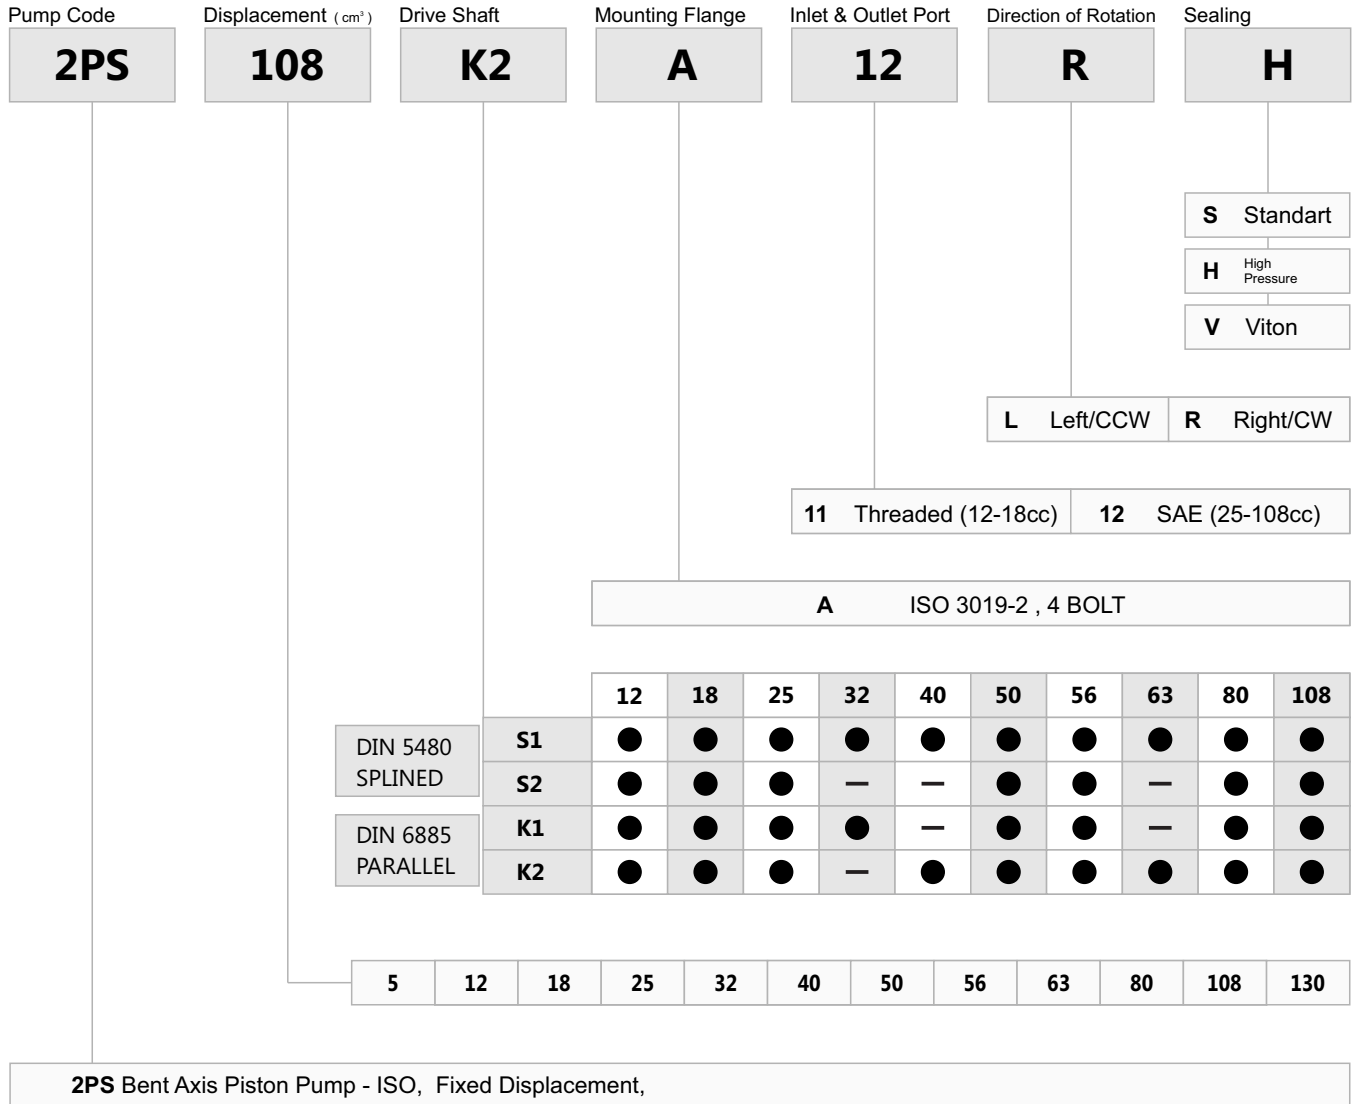 Pump Code Displacement ( cm³ ) Drive Shaft Mounting Flange Inlet & Outlet Port Direction of Rotation Sealing
2PS 108 K2 A 12 R H
S Standart
H High
Pressure
V Viton
L Left/CCW R Right/CW
11 Threaded (12-18cc) 12 SAE (25-108cc)
A ISO 3019-2 , 4 BOLT
12 18 25 32 40 50 56 63 80 108
DIN 5480
SPLINED
S1 ● ● ● ● ● ● ● ● ● ●
S2 ● ● ● – – ● ● – ● ●
DIN 6885
PARALLEL
K1 ● ● ● ● – ● ● – ● ●
K2 ● ● ● – ● ● ● ● ● ●
5 12 18 25 32 40 50 56 63 80 108 130
2PS Bent Axis Piston Pump - ISO, Fixed Displacement,